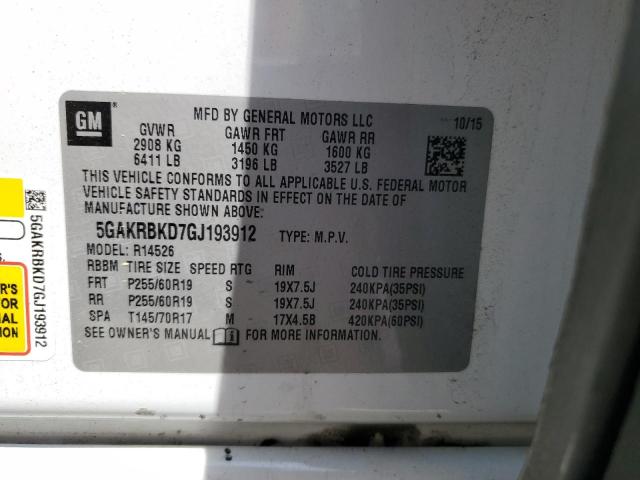 GM
MFD BY GENERAL MOTORS LLC
10/15
GVWR GAWR FRT GAWR RR
2908 KG 1450 KG 1600 KG
6411 LB 3196 LB 3527 LB
THIS VEHICLE CONFORMS TO ALL APPLICABLE U.S. FEDERAL MOTOR
VEHICLE SAFETY STANDARDS IN EFFECT ON THE DATE OF
MANUFACTURE SHOWN ABOVE:
5GAKRBKD7GJ193912 TYPE: M.P.V.
MODEL: R14526
RBBM TIRE SIZE SPEED RTG RIM COLD TIRE PRESSURE
FRT P255/60R19 S 19X7.5J 240KPA(35PSI)
RR P255/60R19 S 19X7.5J 240KPA(35PSI)
SPA T145/70R17 M 17X4.5B 420KPA(60PSI)
SEE OWNER'S MANUAL FOR MORE INFORMATION.
5GAKRBKD7GJ193912